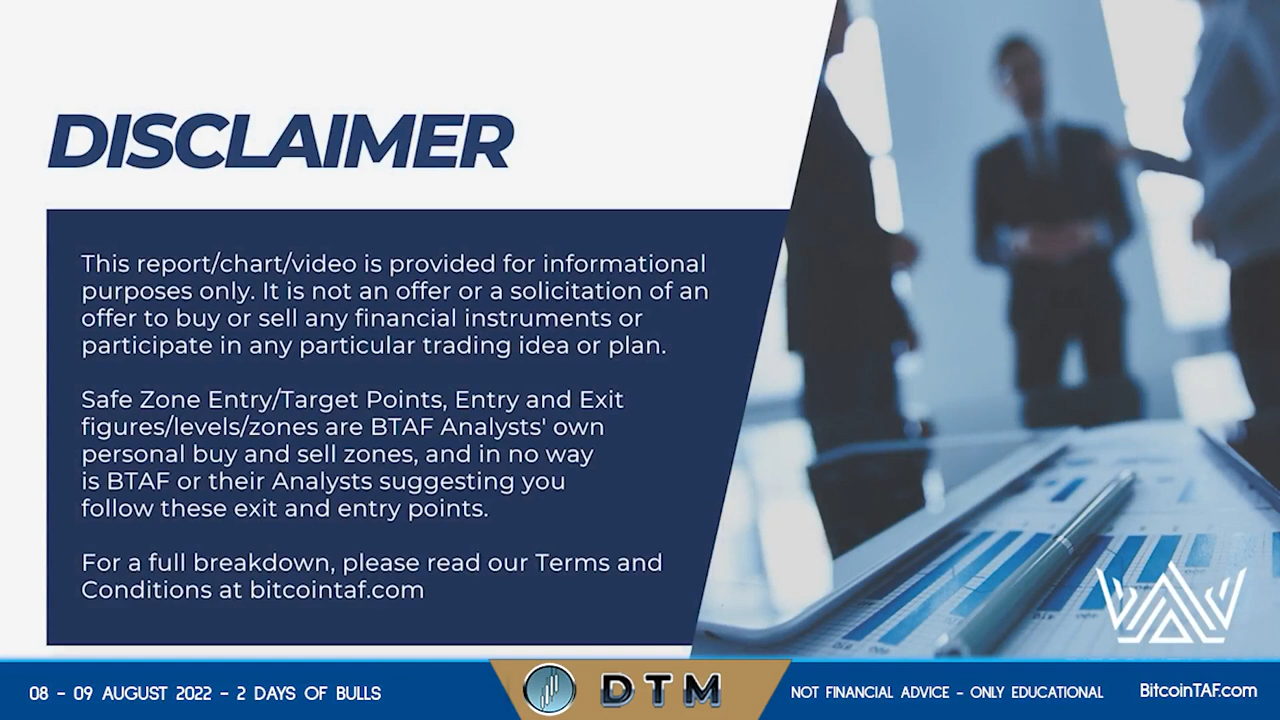 DISCLAIMER
This report/chart/video is provided for informational
purposes only. It is not an offer or a solicitation of an
offer to buy or sell any financial instruments or
participate in any particular trading idea or plan.
Safe Zone Entry/Target Points, Entry and Exit
figures/levels/zones are BTAF Analysts' own
personal buy and sell zones, and in no way
is BTAF or their Analysts suggesting you
follow these exit and entry points.
For a full breakdown, please read our Terms and
Conditions at bitcointaf.com
08 - 09 AUGUST 2022 - 2 DAYS OF BULLS
DTM
NOT FINANCIAL ADVICE - ONLY EDUCATIONAL
BitcoinTAF.com